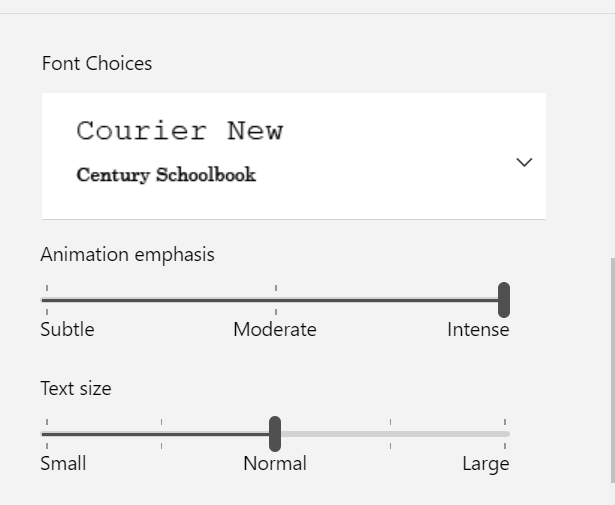 Font Choices
Courier New
Century Schoolbook
Animation emphasis
Subtle Moderate Intense
Text size
Small Normal Large